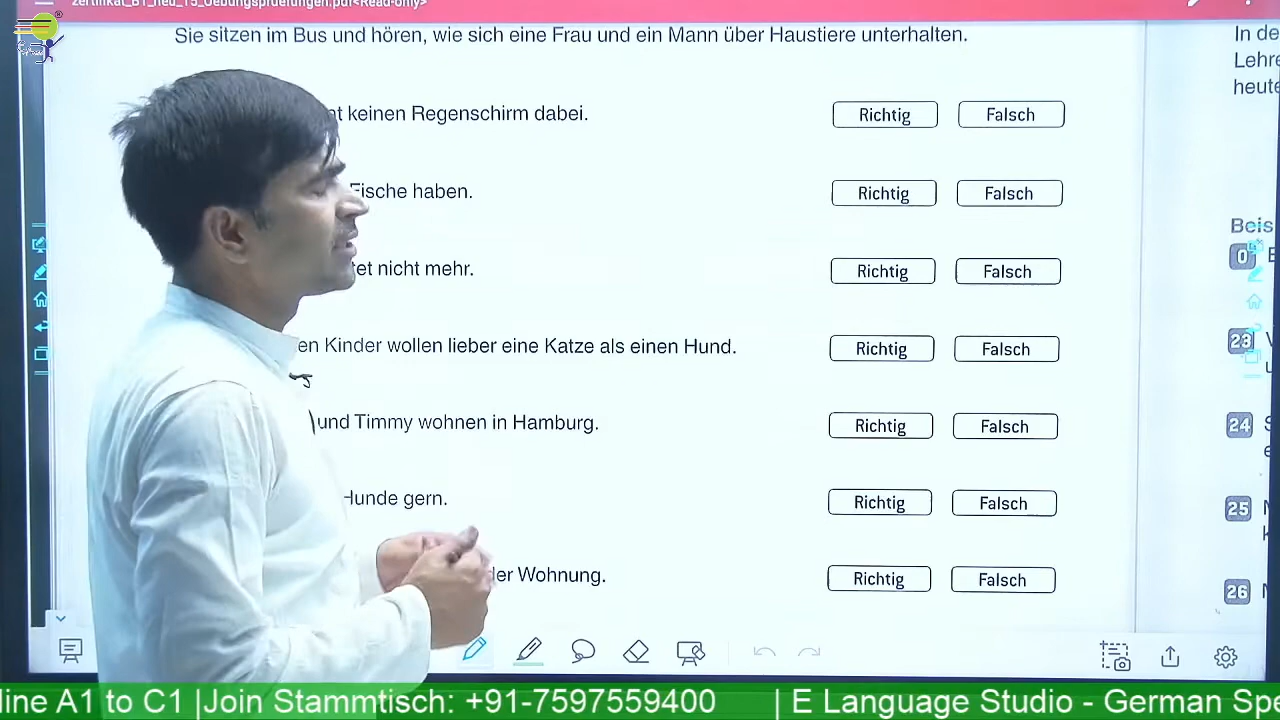 zertifikat_B1_neu_15_Uebungspruefungen.pdf<Read-only>
Sie sitzen im Bus und hören, wie sich eine Frau und ein Mann über Haustiere unterhalten.
keinen Regenschirm dabei. Richtig Falsch
Fische haben. Richtig Falsch
nicht mehr. Richtig Falsch
Kinder wollen lieber eine Katze als einen Hund. Richtig Falsch
und Timmy wohnen in Hamburg. Richtig Falsch
Hunde gern. Richtig Falsch
Wohnung. Richtig Falsch
In de
Lehre
heute
Beis
0
23
24
25
26
line A1 to C1 |Join Stammtisch: +91-7597559400 | E Language Studio - German Spe